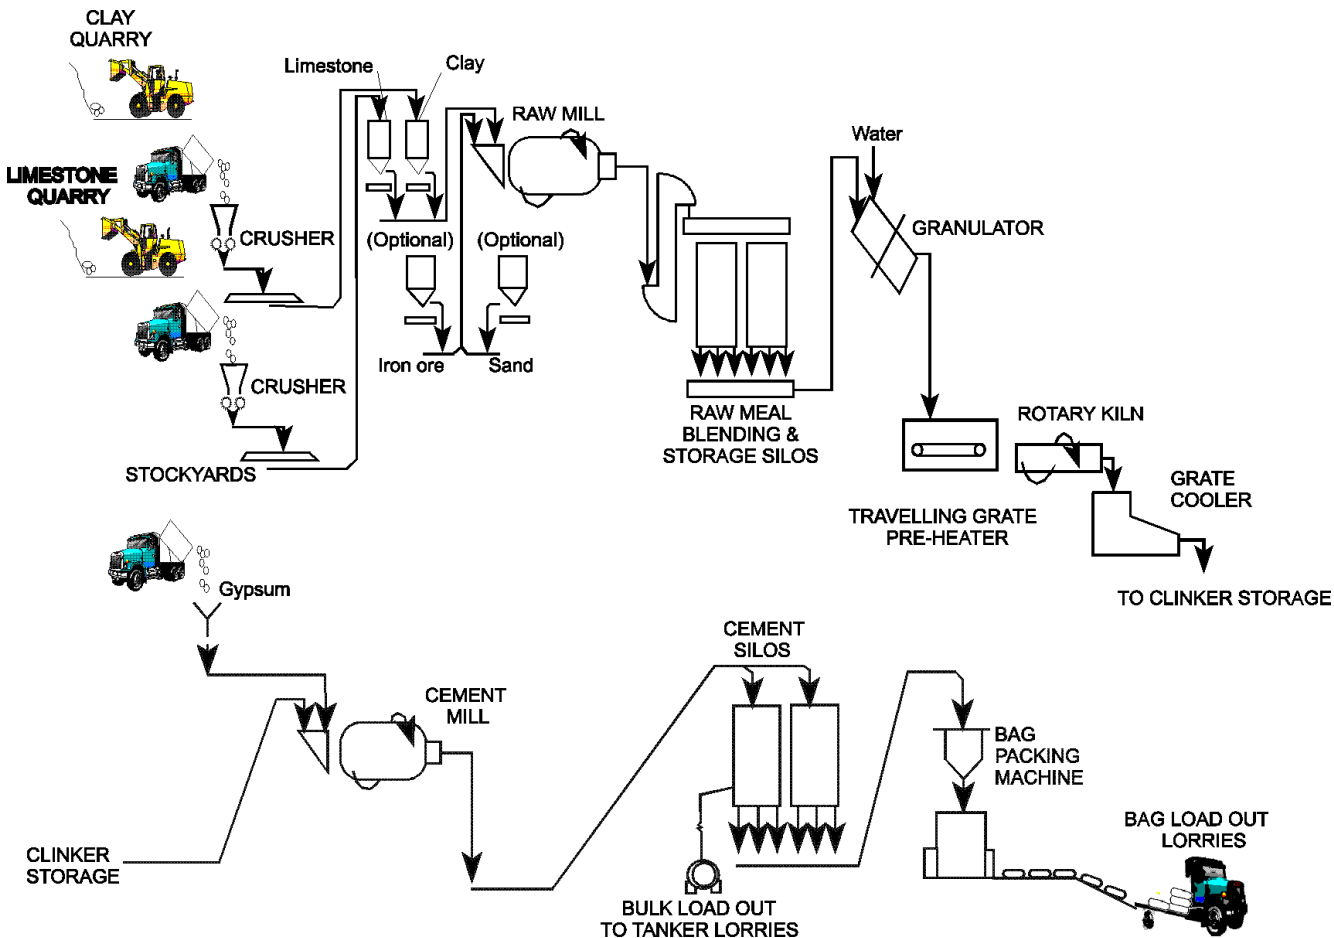 CLAY
QUARRY
Limestone
Clay
RAW MILL
Water
LIMESTONE
QUARRY
CRUSHER
(Optional)
(Optional)
GRANULATOR
Iron ore
Sand
CRUSHER
RAW MEAL
BLENDING &
STORAGE SILOS
ROTARY KILN
STOCKYARDS
GRATE
COOLER
TRAVELLING GRATE
PRE-HEATER
Gypsum
TO CLINKER STORAGE
CEMENT
SILOS
CEMENT
MILL
BAG
PACKING
MACHINE
BAG LOAD OUT
LORRIES
CLINKER
STORAGE
BULK LOAD OUT
TO TANKER LORRIES